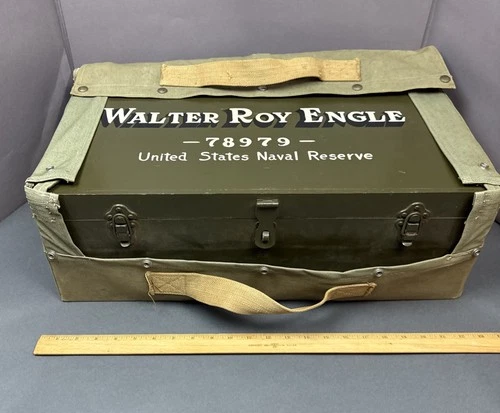 WALTER ROY ENGLE
— 78979 —
United States Naval Reserve